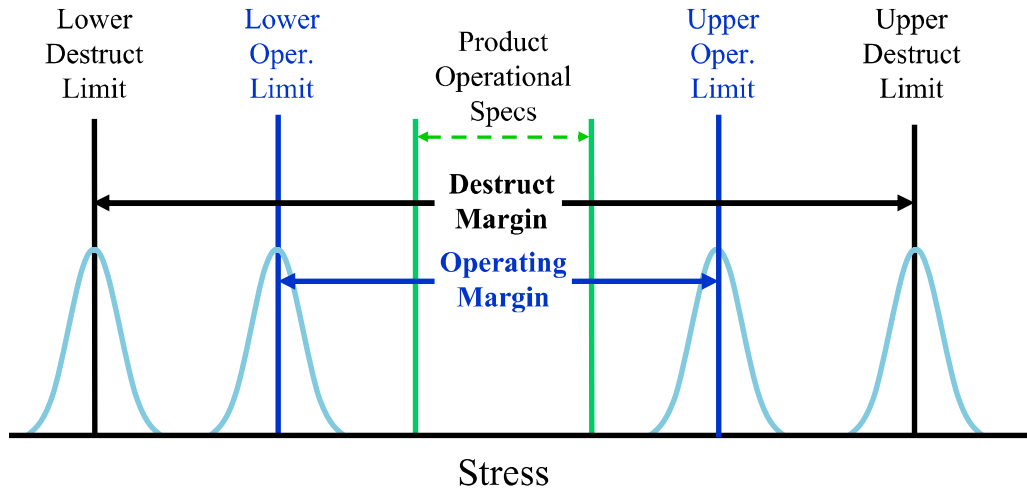 Lower
Destruct
Limit
Lower
Oper.
Limit
Product
Operational
Specs
Upper
Oper.
Limit
Upper
Destruct
Limit
Destruct
Margin
Operating
Margin
Stress